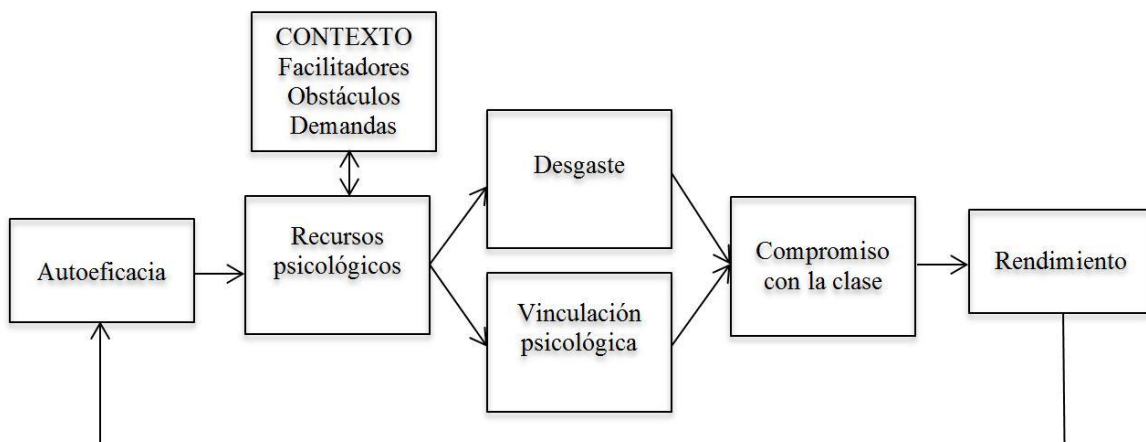 CONTEXTO
Facilitadores
Obstáculos
Demandas
Autoeficacia
Recursos
psicológicos
Desgaste
Vinculación
psicológica
Compromiso
con la clase
Rendimiento